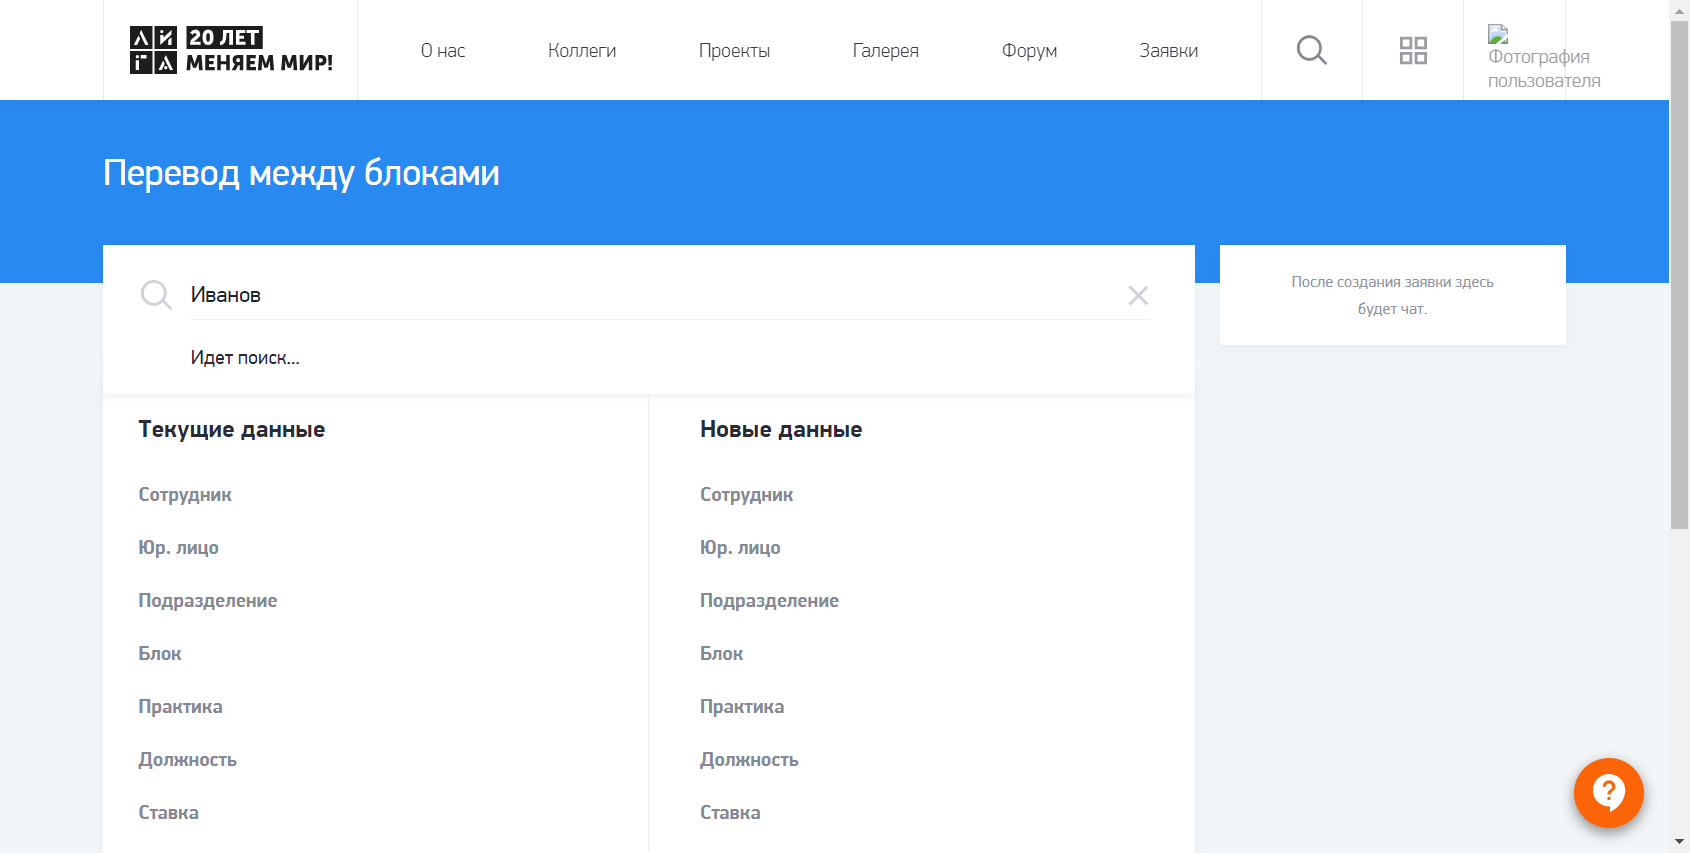 АЙ
ГА
20 ЛЕТ
МЕНЯЕМ МИР!
О нас
Коллеги
Проекты
Галерея
Форум
Заявки
Фотография
пользователя
Перевод между блоками
Иванов
Идет поиск...
После создания заявки здесь
будет чат.
Текущие данные
Сотрудник
Юр. лицо
Подразделение
Блок
Практика
Должность
Ставка
Новые данные
Сотрудник
Юр. лицо
Подразделение
Блок
Практика
Должность
Ставка
?